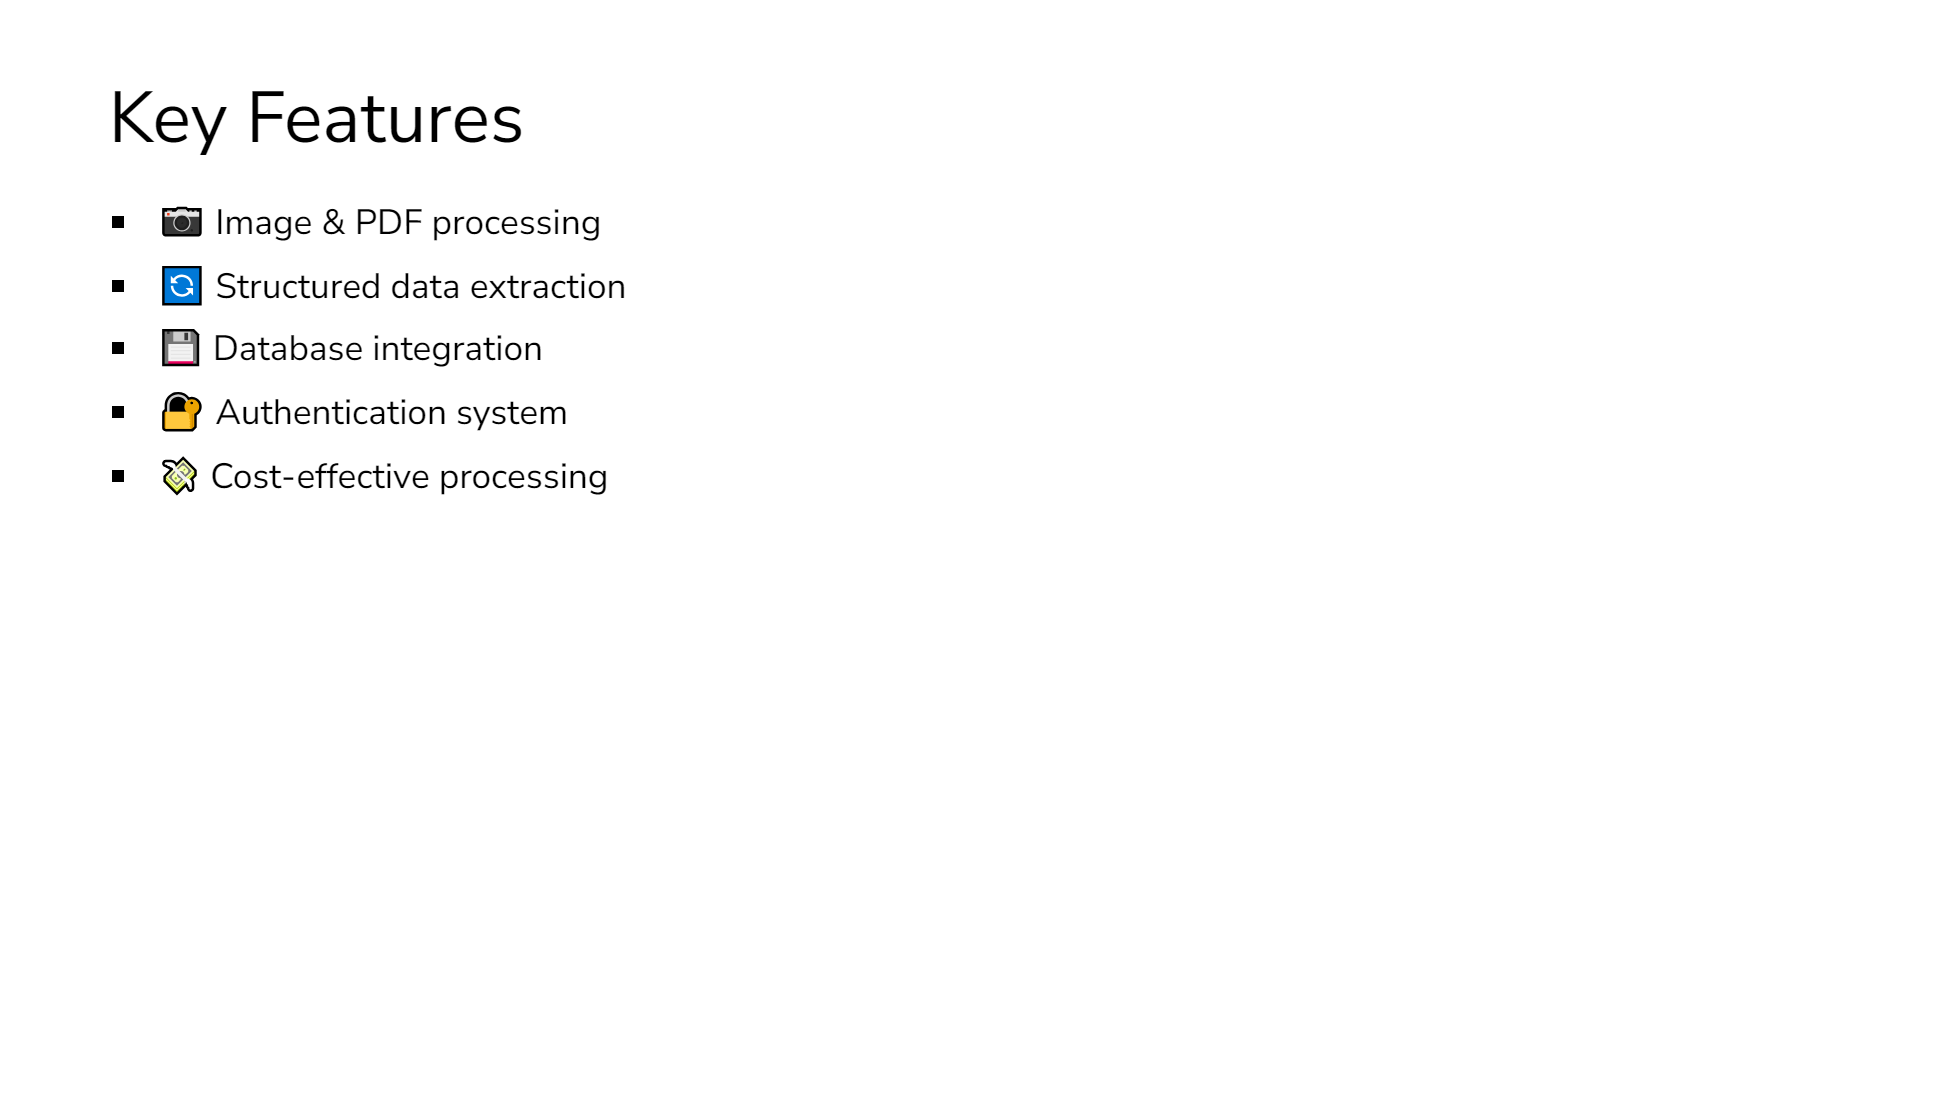 Key Features
📷 Image & PDF processing
🔄 Structured data extraction
💾 Database integration
🔐 Authentication system
💸 Cost-effective processing